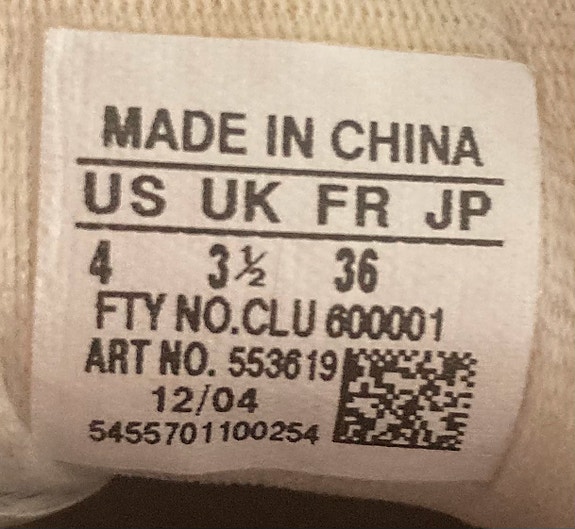 MADE IN CHINA
US UK FR JP
4 3½ 36
FTY NO.CLU 600001
ART NO. 553619
12/04
5455701100254